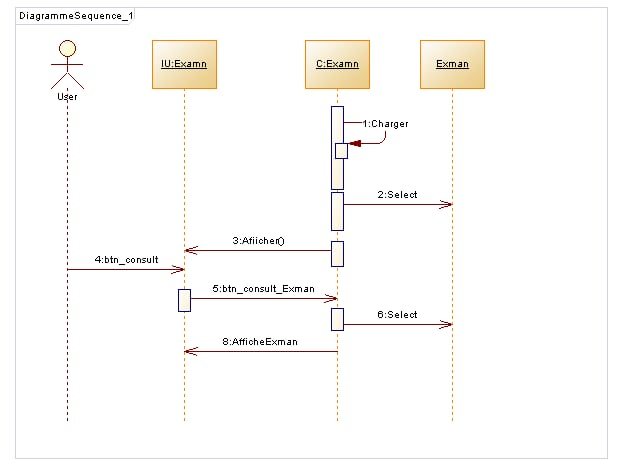 DiagrammeSequence_1
IU:Examn
C:Examn
Exman
User
1:Charger
2:Select
3:Afiicher()
4:btn_consult
5:btn_consult_Exman
6:Select
8:AfficheExman